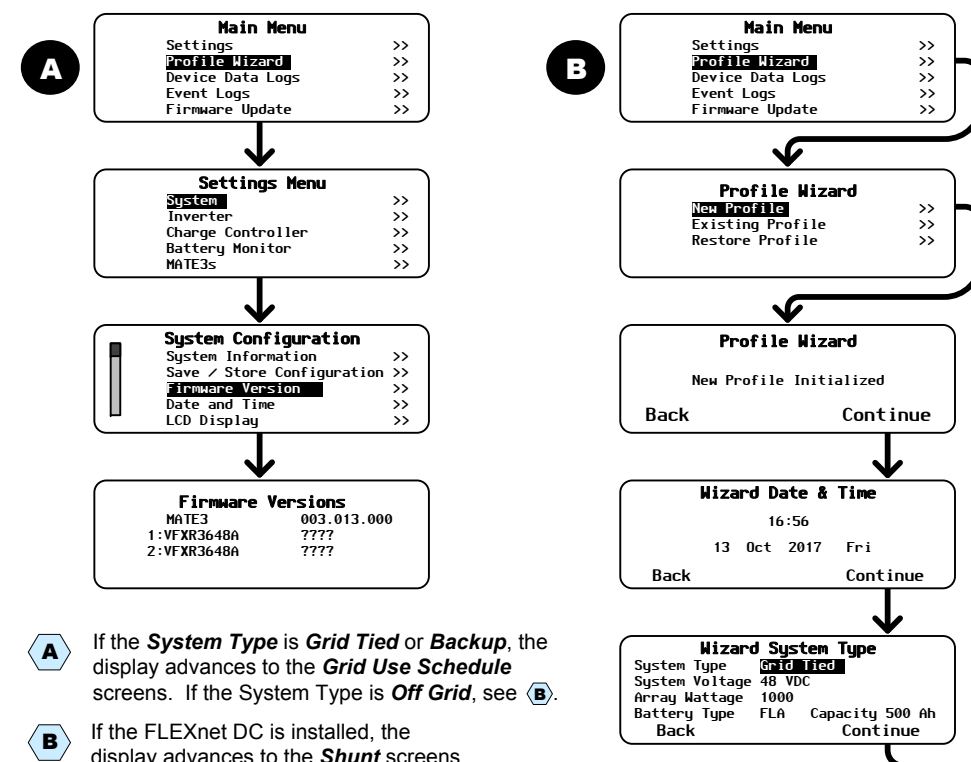 A
Main Menu
Settings >>
Profile Wizard >>
Device Data Logs >>
Event Logs >>
Firmware Update >>
Settings Menu
System >>
Inverter >>
Charge Controller >>
Battery Monitor >>
MATE3s >>
System Configuration
System Information >>
Save / Store Configuration >>
Firmware Version >>
Date and Time >>
LCD Display >>
Firmware Versions
MATE3 003.013.000
1:VFXR3648A ????
2:VFXR3648A ????
A If the System Type is Grid Tied or Backup, the
display advances to the Grid Use Schedule
screens. If the System Type is Off Grid, see B.
B If the FLEXnet DC is installed, the
display advances to the Shunt screens
B
Main Menu
Settings >>
Profile Wizard >>
Device Data Logs >>
Event Logs >>
Firmware Update >>
Profile Wizard
New Profile >>
Existing Profile >>
Restore Profile >>
Profile Wizard
New Profile Initialized
Back Continue
Wizard Date & Time
16:56
13 Oct 2017 Fri
Back Continue
Wizard System Type
System Type Grid Tied
System Voltage 48 VDC
Array Wattage 1000
Battery Type FLA Capacity 500 Ah
Back Continue